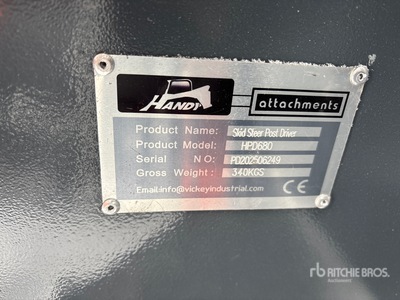 HANDY attachments
Product Name: Skid Steer Post Driver
Product Model: HPD680
Serial NO: PD202506249
Gross Weight: 340KGS
Email:info@vickeyindustrial.com CE
rb RITCHIE BROS.